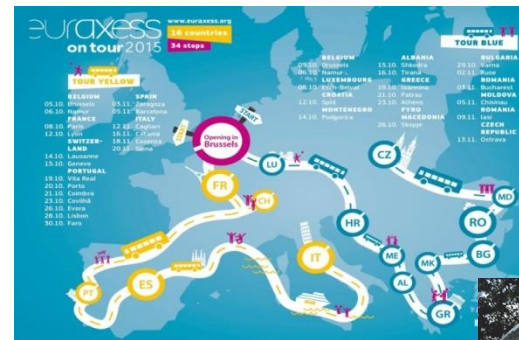 euraxess
on tour 2015
www.euraxess.org
16 countries
34 stops
TOUR YELLOW
BELGIUM
05.10. Brussels
06.10. Namur
FRANCE
08.10. Paris
12.10. Lyon
SWITZER-
LAND
14.10. Lausanne
15.10. Geneve
PORTUGAL
19.10. Vila Real
20.10. Porto
21.10. Coimbra
23.10. Covilhã
26.10. Evora
28.10. Lisbon
30.10. Faro
SPAIN
03.11. Zaragoza
05.11. Barcelona
ITALY
12.11. Cagliari
16.11.
18.11. Cosenza
20.11. Siena
TOUR BLUE
BELGIUM
05.10. Brussels
06.10. Namur
LUXEMBOURG
08.10. Esch-Belval
CROATIA
12.10. Split
MONTENEGRO
14.10. Podgorica
ALBANIA
15.10. Shkodra
16.10. Tirana
GREECE
19.10. Ioannina
21.10. Patras
23.10. Athens
FYRO
MACEDONIA
26.10. Skopje
BULGARIA
29.10. Varna
02.11. Ruse
ROMANIA
03.11. Bucharest
MOLDOVA
05.11. Chisinau
ROMANIA
09.11. Iasi
CZECH
REPUBLIC
13.11. Ostrava
START
START
Opening in
Brussels
LU
FR
CH
PT
ES
IT
HR
ME
AL
MK
GR
BG
RO
MD
CZ